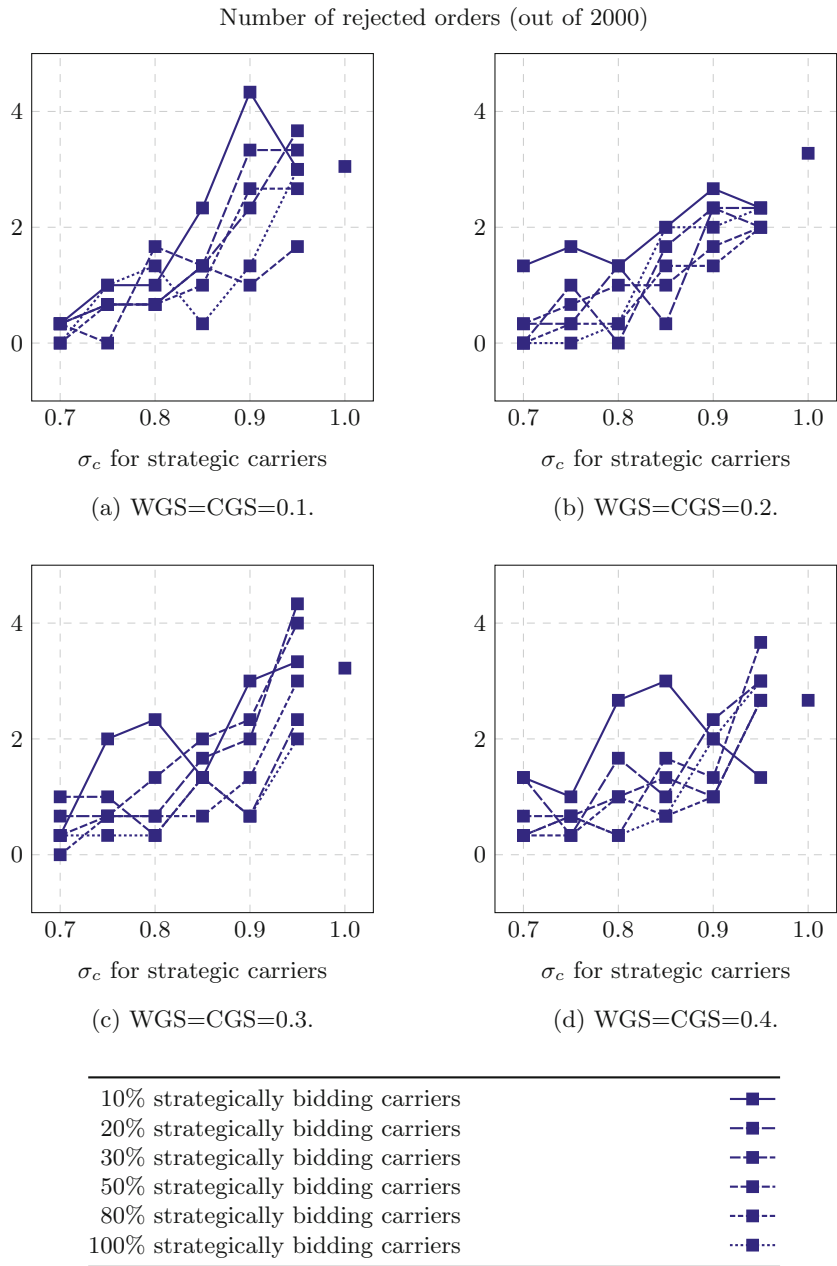 Number of rejected orders (out of 2000)
4
2
0
0.7 0.8 0.9 1.0
σc for strategic carriers
(a) WGS=CGS=0.1.
4
2
0
0.7 0.8 0.9 1.0
σc for strategic carriers
(b) WGS=CGS=0.2.
4
2
0
0.7 0.8 0.9 1.0
σc for strategic carriers
(c) WGS=CGS=0.3.
4
2
0
0.7 0.8 0.9 1.0
σc for strategic carriers
(d) WGS=CGS=0.4.
10% strategically bidding carriers
20% strategically bidding carriers
30% strategically bidding carriers
50% strategically bidding carriers
80% strategically bidding carriers
100% strategically bidding carriers